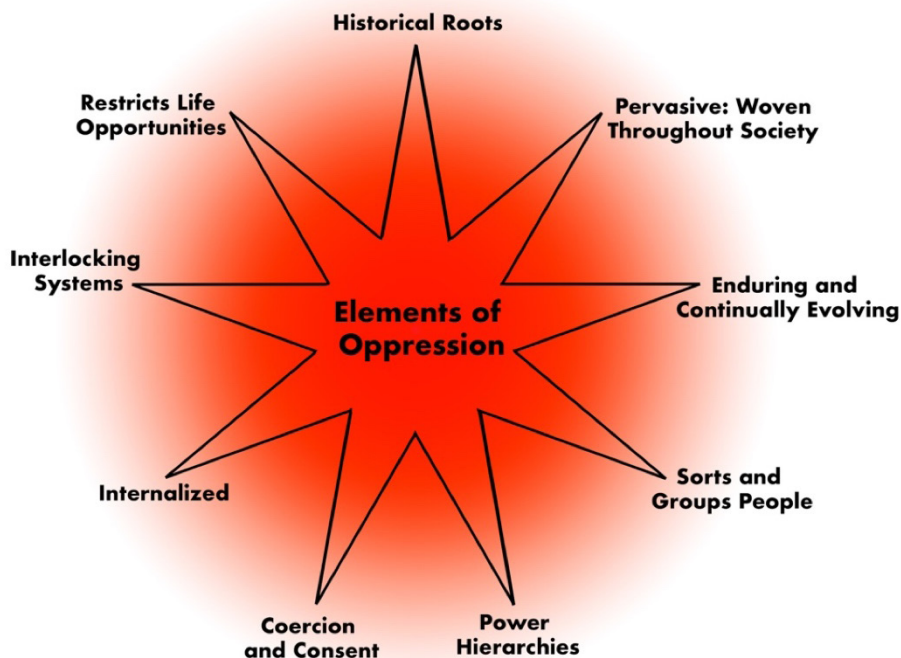 Historical Roots
Pervasive: Woven
Throughout Society
Enduring and
Continually Evolving
Sorts and
Groups People
Power
Hierarchies
Coercion
and Consent
Internalized
Interlocking
Systems
Restricts Life
Opportunities
Elements of
Oppression